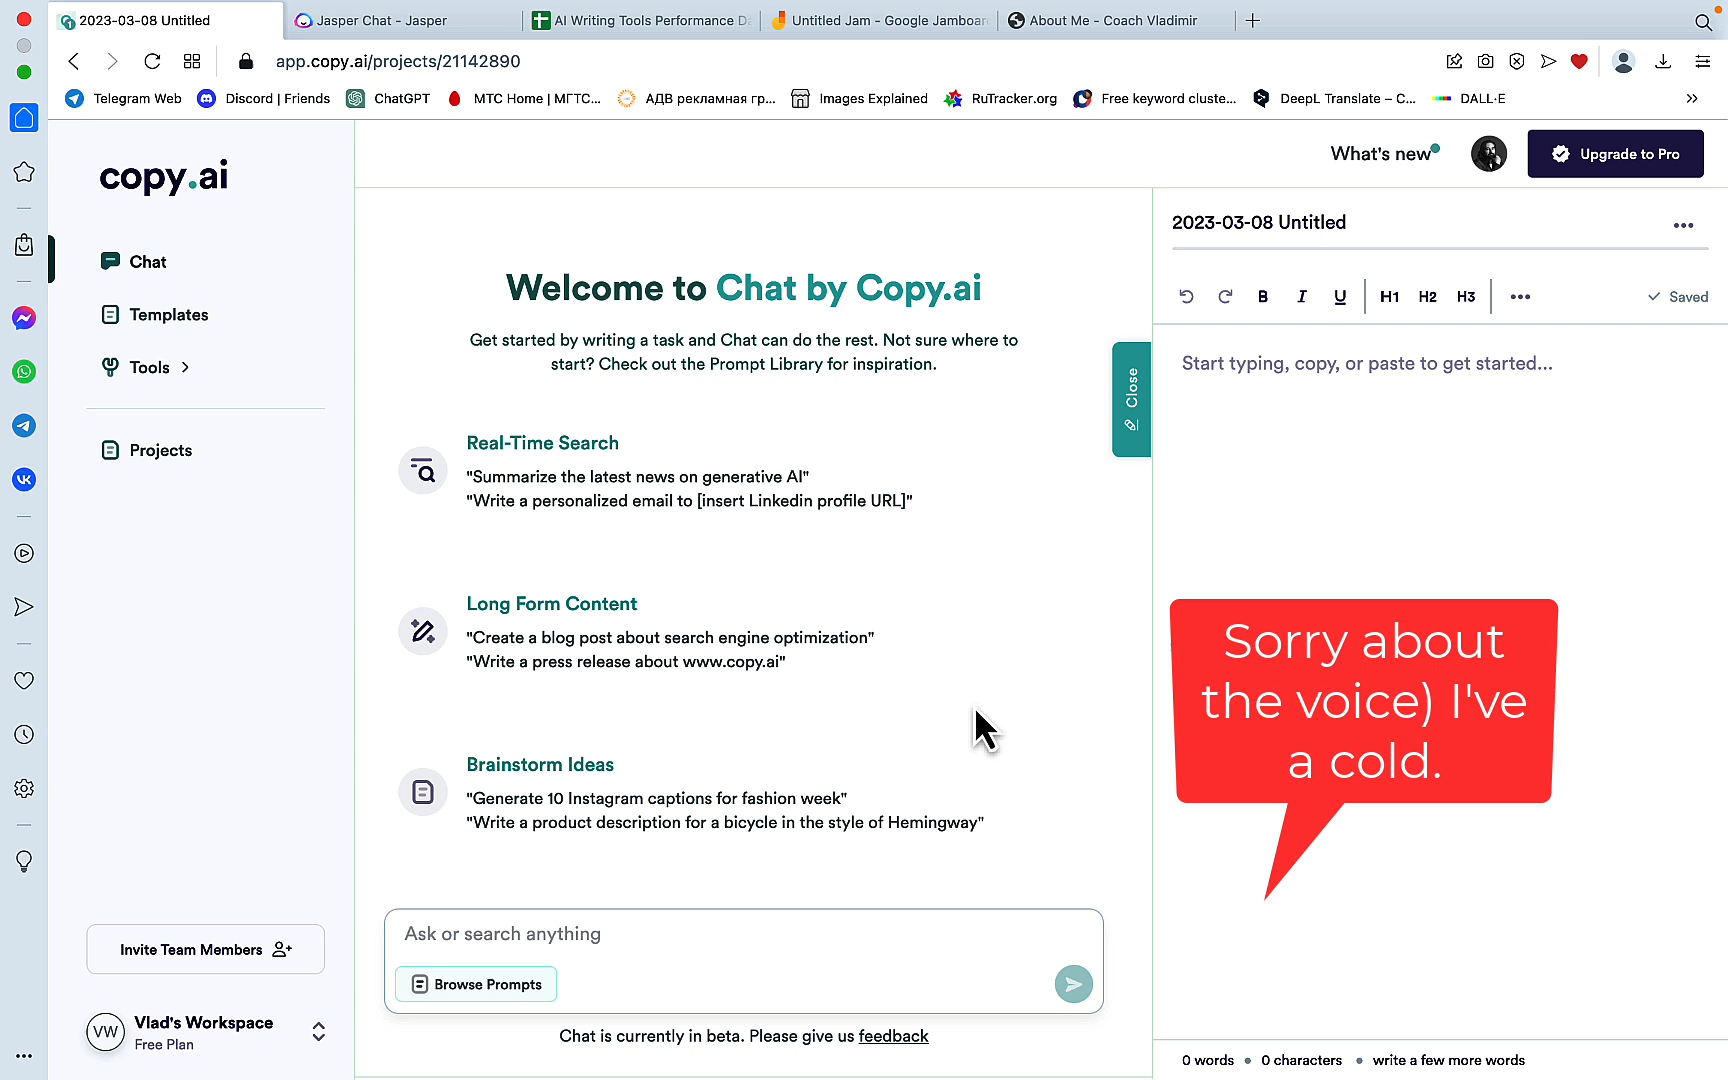 2023-03-08 Untitled
Jasper Chat - Jasper
AI Writing Tools Performance Da
Untitled Jam - Google Jamboar
About Me - Coach Vladimir
app.copy.ai/projects/21142890
Telegram Web
Discord | Friends
ChatGPT
МТС Home | МГТС...
АДВ рекламная гр...
Images Explained
RuTracker.org
Free keyword cluste...
DeepL Translate – C...
DALL·E
copy.ai
Chat
Templates
Tools
Projects
Invite Team Members
VW
Vlad's Workspace
Free Plan
What's new
Upgrade to Pro
Welcome to Chat by Copy.ai
Get started by writing a task and Chat can do the rest. Not sure where to
start? Check out the Prompt Library for inspiration.
Real-Time Search
"Summarize the latest news on generative AI"
"Write a personalized email to [insert Linkedin profile URL]"
Long Form Content
"Create a blog post about search engine optimization"
"Write a press release about www.copy.ai"
Brainstorm Ideas
"Generate 10 Instagram captions for fashion week"
"Write a product description for a bicycle in the style of Hemingway"
Ask or search anything
Browse Prompts
Chat is currently in beta. Please give us feedback
Close
2023-03-08 Untitled
B I U H1 H2 H3
Saved
Start typing, copy, or paste to get started...
Sorry about
the voice) I've
a cold.
0 words • 0 characters • write a few more words